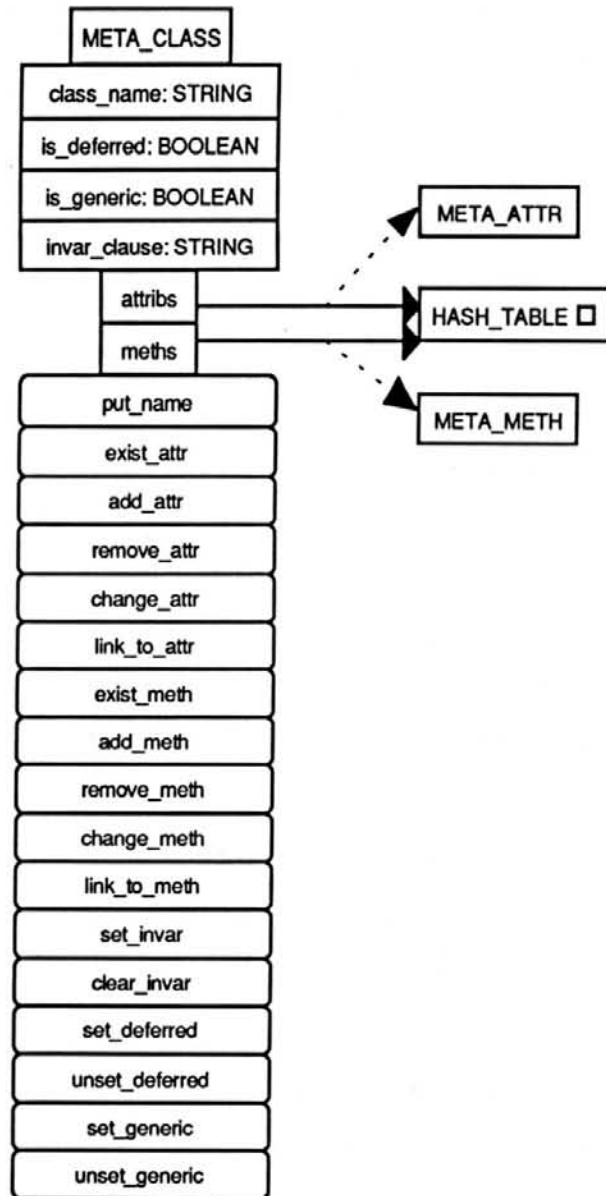 META_CLASS
class_name: STRING
is_deferred: BOOLEAN
is_generic: BOOLEAN
invar_clause: STRING
attribs
meths
META_ATTR
HASH_TABLE
META_METH
put_name
exist_attr
add_attr
remove_attr
change_attr
link_to_attr
exist_meth
add_meth
remove_meth
change_meth
link_to_meth
set_invar
clear_invar
set_deferred
unset_deferred
set_generic
unset_generic